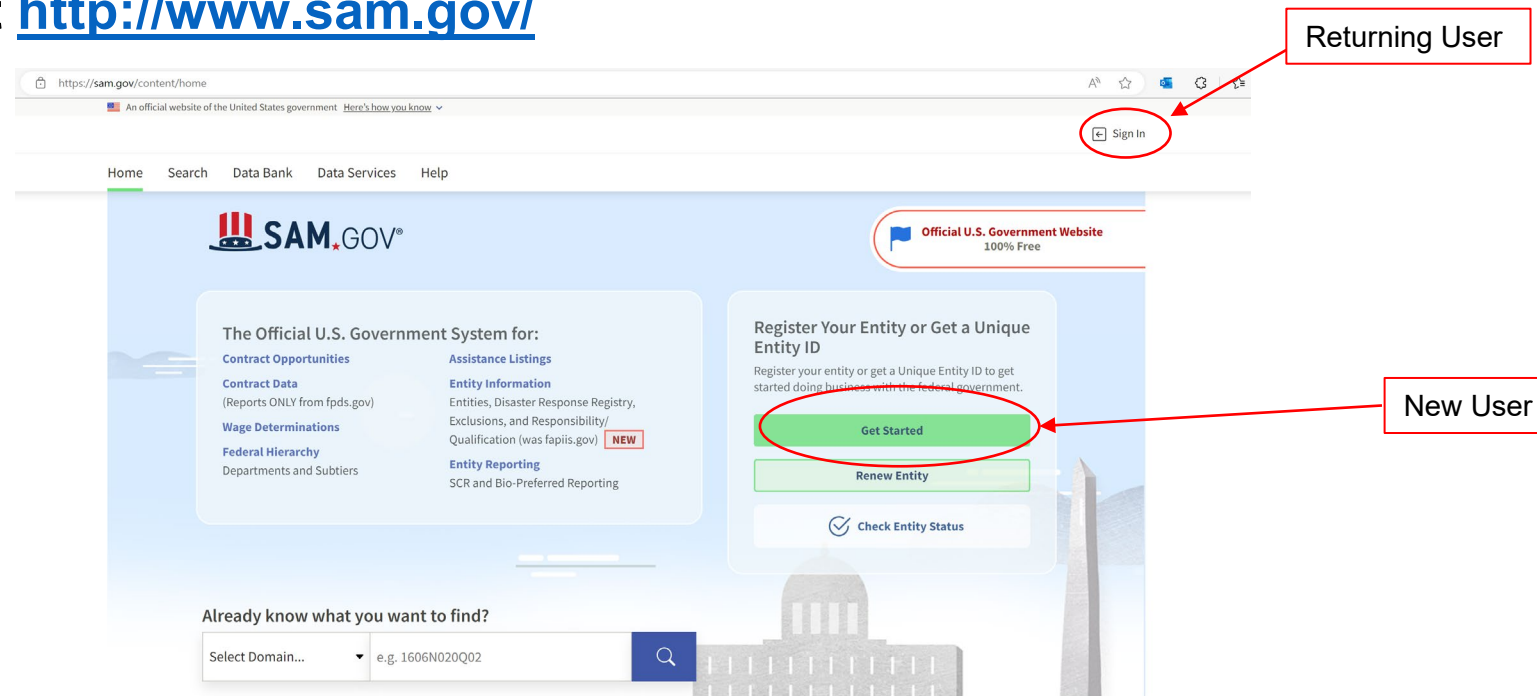 http://www.sam.gov/
Returning User
https://sam.gov/content/home
An official website of the United States government Here's how you know
Sign In
Home Search Data Bank Data Services Help
SAM.GOV®
Official U.S. Government Website
100% Free
The Official U.S. Government System for:
Contract Opportunities
Contract Data
(Reports ONLY from fpds.gov)
Wage Determinations
Federal Hierarchy
Departments and Subtiers
Assistance Listings
Entity Information
Entities, Disaster Response Registry,
Exclusions, and Responsibility/
Qualification (was fapiis.gov) NEW
Entity Reporting
SCR and Bio-Preferred Reporting
Register Your Entity or Get a Unique
Entity ID
Register your entity or get a Unique Entity ID to get
started doing business with the federal government.
Get Started
New User
Renew Entity
Check Entity Status
Already know what you want to find?
Select Domain... e.g. 1606N020Q02